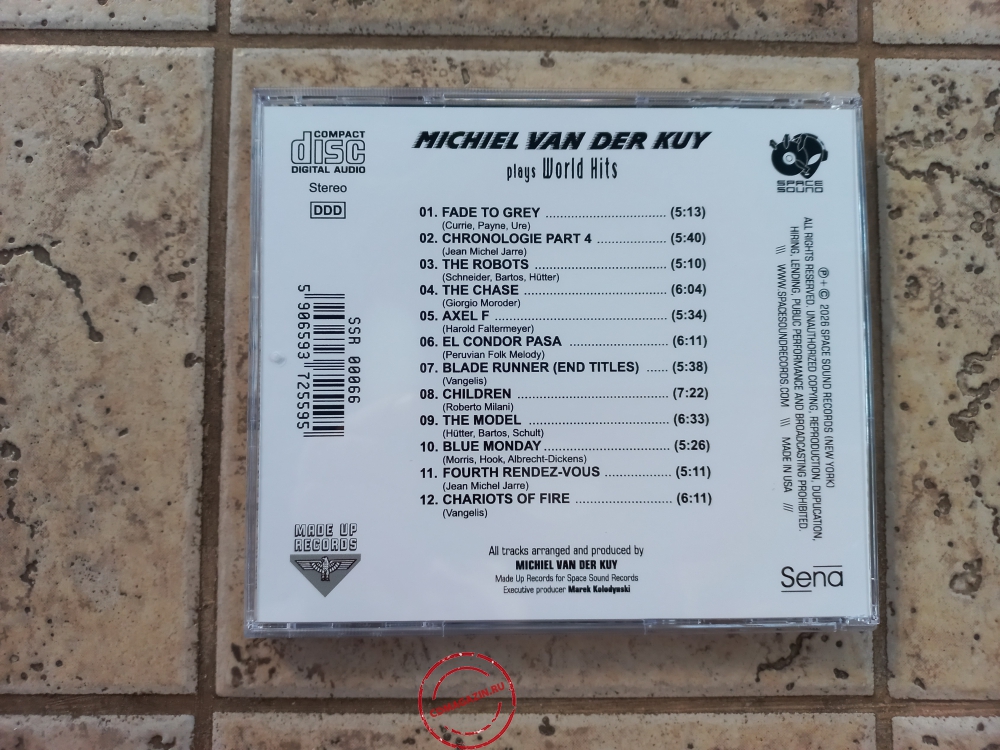 COMPACT
disc
DIGITAL AUDIO
Stereo
DDD
MICHIEL VAN DER KUY
plays World Hits
SPACE
SOUND
01. FADE TO GREY (5:13)
(Currie, Payne, Ure)
02. CHRONOLOGIE PART 4 (5:40)
(Jean Michel Jarre)
03. THE ROBOTS (5:10)
(Schneider, Bartos, Hütter)
04. THE CHASE (6:04)
(Giorgio Moroder)
05. AXEL F (5:34)
(Harold Faltermeyer)
06. EL CONDOR PASA (6:11)
(Peruvian Folk Melody)
07. BLADE RUNNER (END TITLES) (5:38)
(Vangelis)
08. CHILDREN (7:22)
(Roberto Milani)
09. THE MODEL (6:33)
(Hütter, Bartos, Schult)
10. BLUE MONDAY (5:26)
(Morris, Hook, Albrecht-Dickens)
11. FOURTH RENDEZ-VOUS (5:11)
(Jean Michel Jarre)
12. CHARIOTS OF FIRE (6:11)
(Vangelis)
All tracks arranged and produced by
MICHIEL VAN DER KUY
Made Up Records for Space Sound Records
Executive producer Marek Kolodynski
SSR 00066
5 906593 725595
MADE UP
RECORDS
℗ + © 2026 SPACE SOUND RECORDS (NEW YORK)
ALL RIGHTS RESERVED. UNAUTHORIZED COPYING, REPRODUCTION, DUPLICATION,
HIRING, LENDING, PUBLIC PERFORMANCE AND BROADCASTING PROHIBITED.
\\\ WWW.SPACESOUNDRECORDS.COM \\\ MADE IN USA ///
Sena